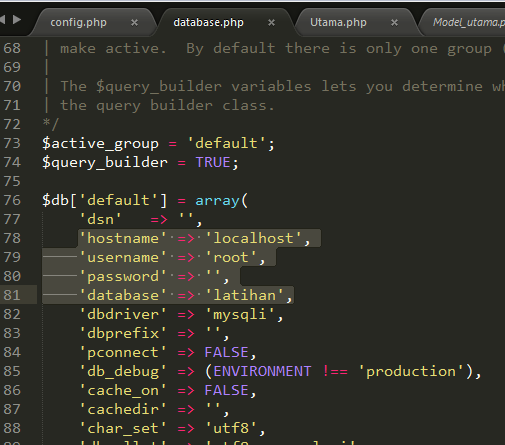 config.php × database.php × Utama.php × Model_utama.p
68 | make active. By default there is only one group (
69 |
70 | The $query_builder variables lets you determine wh
71 | the query builder class.
72 */
73 $active_group = 'default';
74 $query_builder = TRUE;
75
76 $db['default'] = array(
77 'dsn' => '',
78 'hostname' => 'localhost',
79 'username' => 'root',
80 'password' => '',
81 'database' => 'latihan',
82 'dbdriver' => 'mysqli',
83 'dbprefix' => '',
84 'pconnect' => FALSE,
85 'db_debug' => (ENVIRONMENT !== 'production'),
86 'cache_on' => FALSE,
87 'cachedir' => '',
88 'char_set' => 'utf8',